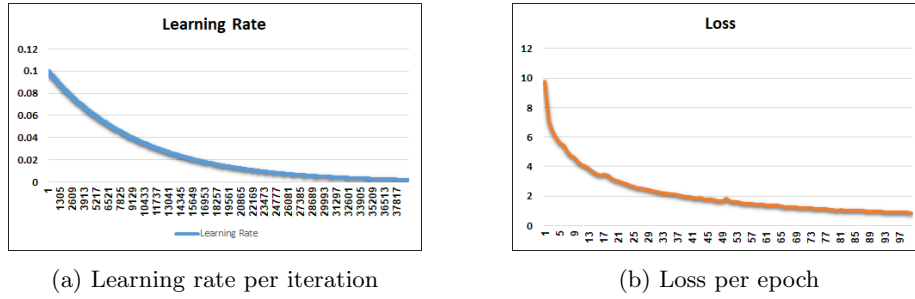 Learning Rate
0.12
0.1
0.08
0.06
0.04
0.02
0
1 1305 2609 3913 5217 6521 7825 9129 10433 11737 13041 14345 15649 16953 18257 19561 20865 22169 23473 24777 26081 27385 28689 29993 31297 32601 33905 35209 36513 37817
Learning Rate
(a) Learning rate per iteration
Loss
12
10
8
6
4
2
0
1 5 9 13 17 21 25 29 33 37 41 45 49 53 57 61 65 69 73 77 81 85 89 93 97
(b) Loss per epoch